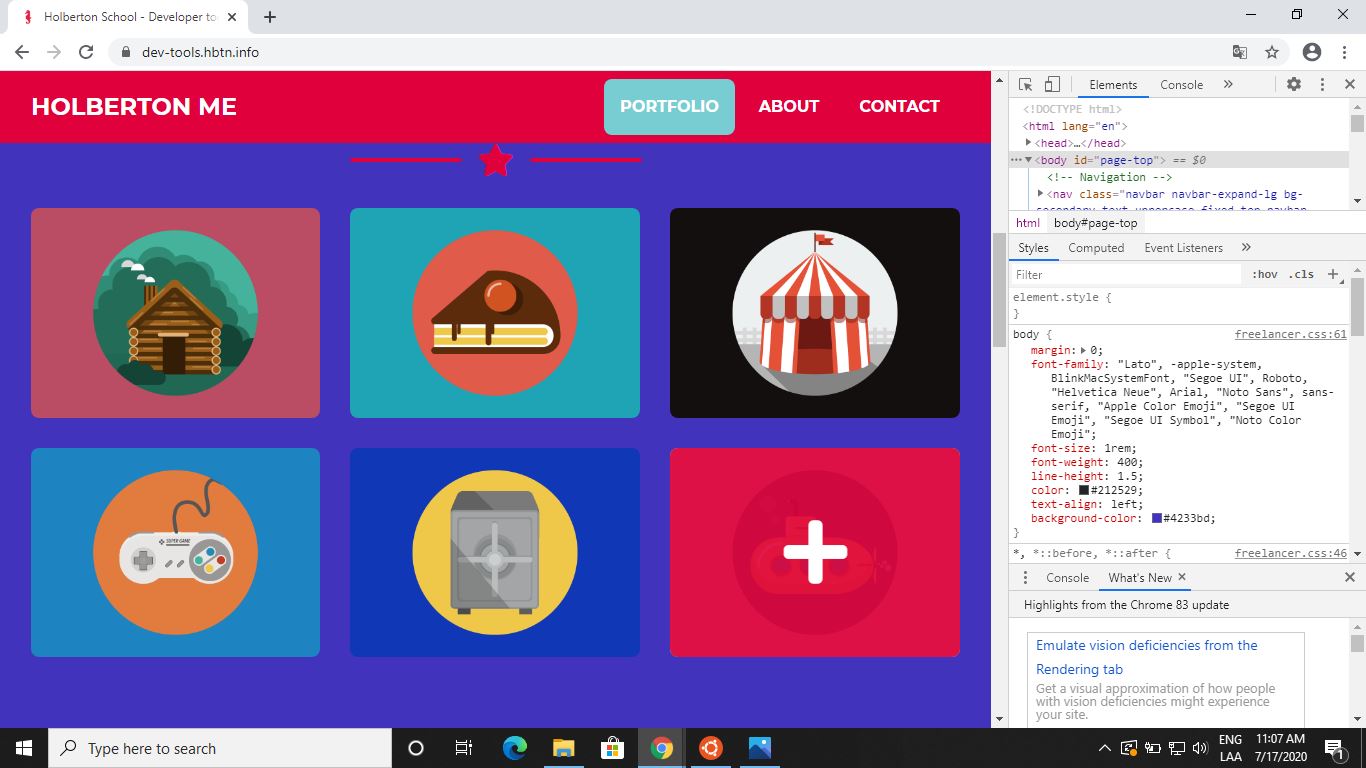 Holberton School - Developer to
dev-tools.hbtn.info
HOLBERTON ME
PORTFOLIO
ABOUT
CONTACT
SUPER GAME
Elements
Console
<!DOCTYPE html>
<html lang="en">
<head>…</head>
<body id="page-top"> == $0
<!-- Navigation -->
<nav class="navbar navbar-expand-lg bg-
secondary text-uppercase fixed-top navbar-
html
body#page-top
Styles
Computed
Event Listeners
Filter
:hov .cls
element.style {
}
body {
freelancer.css:61
margin: 0;
font-family: "Lato", -apple-system,
BlinkMacSystemFont, "Segoe UI", Roboto,
"Helvetica Neue", Arial, "Noto Sans", sans-
serif, "Apple Color Emoji", "Segoe UI
Emoji", "Segoe UI Symbol", "Noto Color
Emoji";
font-size: 1rem;
font-weight: 400;
line-height: 1.5;
color: #212529;
text-align: left;
background-color: #4233bd;
}
*, *::before, *::after {
freelancer.css:46
Console
What's New
Highlights from the Chrome 83 update
Emulate vision deficiencies from the
Rendering tab
Get a visual approximation of how people
with vision deficiencies might experience
your site.
Type here to search
ENG
LAA
11:07 AM
7/17/2020
1